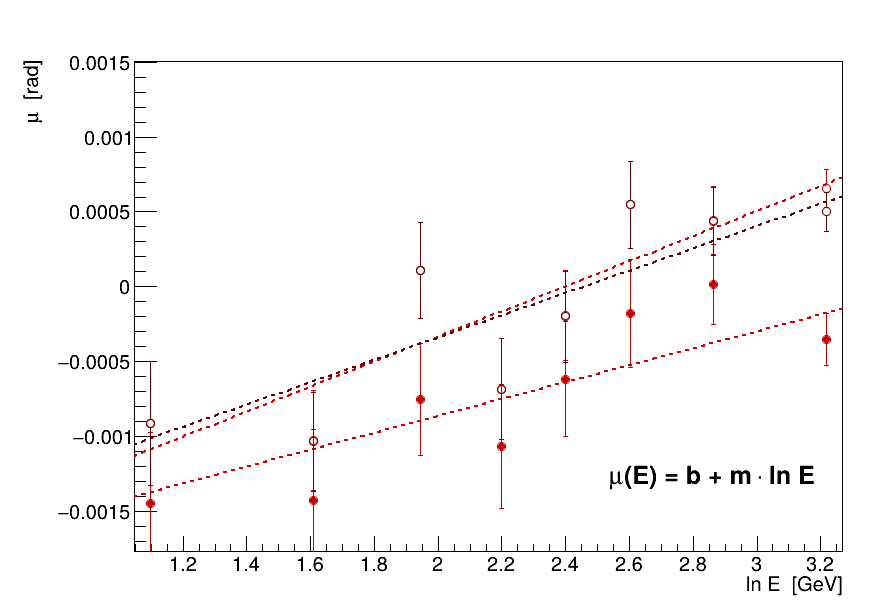 μ [rad]
0.0015
0.001
0.0005
0
−0.0005
−0.001
−0.0015
μ(E) = b + m · ln E
1.2 1.4 1.6 1.8 2 2.2 2.4 2.6 2.8 3 3.2
ln E [GeV]